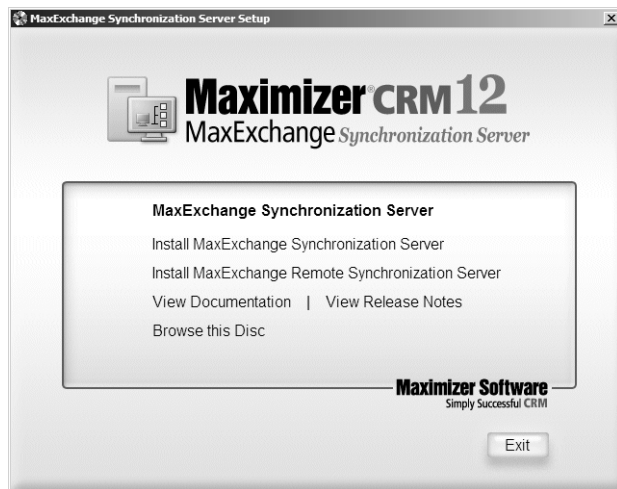 MaxExchange Synchronization Server Setup
Maximizer® CRM 12
MaxExchange Synchronization Server
MaxExchange Synchronization Server
Install MaxExchange Synchronization Server
Install MaxExchange Remote Synchronization Server
View Documentation | View Release Notes
Browse this Disc
Maximizer Software
Simply Successful CRM
Exit